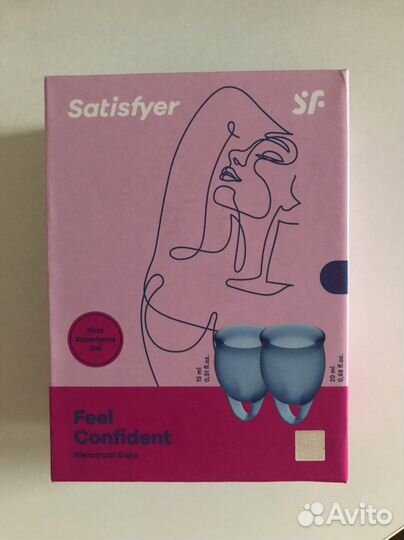 Satisfyer
SF
First
Experience
Set
15 ml
0,51 fl.oz.
20 ml
0,68 fl.oz.
Feel
Confident
Menstrual Cups
Avito